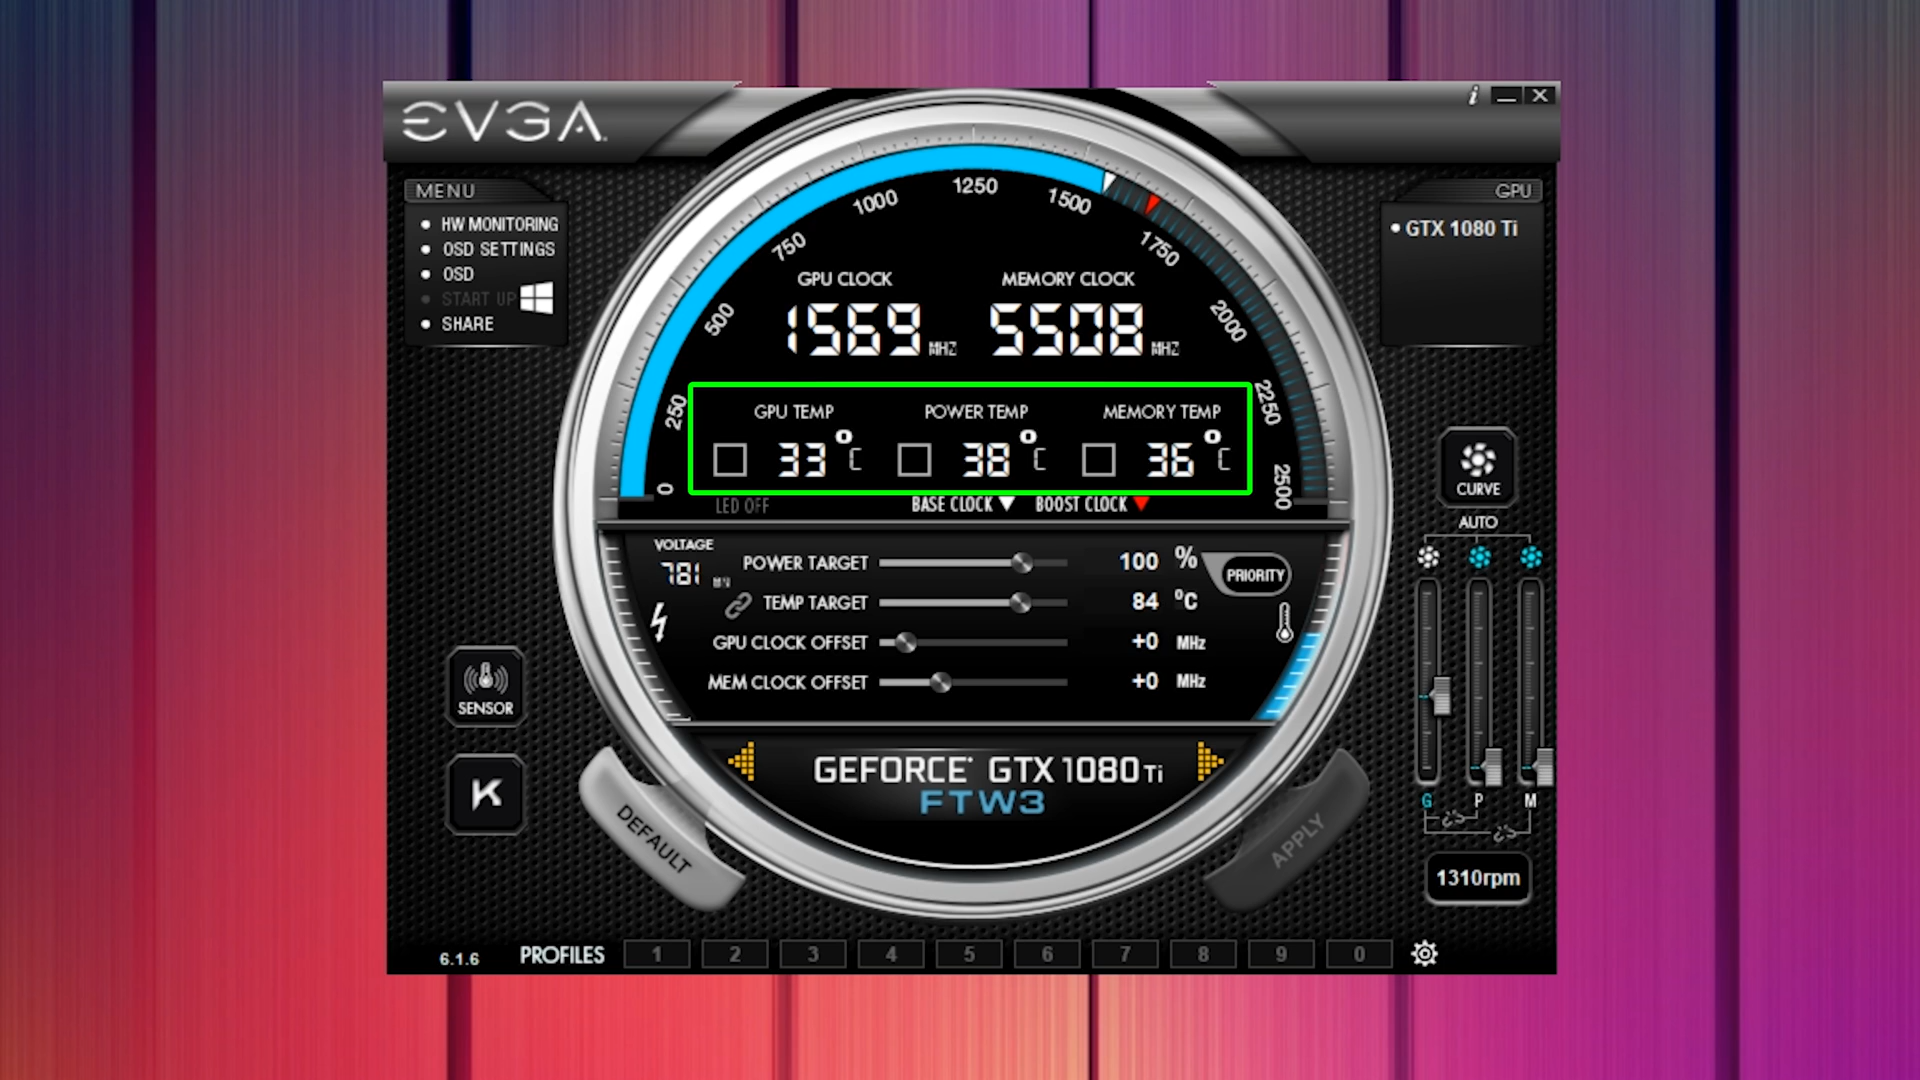 EVGA
i
MENU
HW MONITORING
OSD SETTINGS
OSD
START UP
SHARE
GPU
GTX 1080 Ti
0
250
500
750
1000
1250
1500
1750
2000
2250
2500
GPU CLOCK
MEMORY CLOCK
1569 MHZ
5508 MHZ
GPU TEMP
POWER TEMP
MEMORY TEMP
33 °C
38 °C
36 °C
LED OFF
BASE CLOCK
BOOST CLOCK
VOLTAGE
781
POWER TARGET 100 %
PRIORITY
TEMP TARGET 84 °C
GPU CLOCK OFFSET +0 MHz
MEM CLOCK OFFSET +0 MHz
CURVE
AUTO
G P M
1310rpm
SENSOR
K
GEFORCE GTX 1080 Ti
FTW3
DEFAULT
APPLY
6.1.6 PROFILES 1 2 3 4 5 6 7 8 9 0